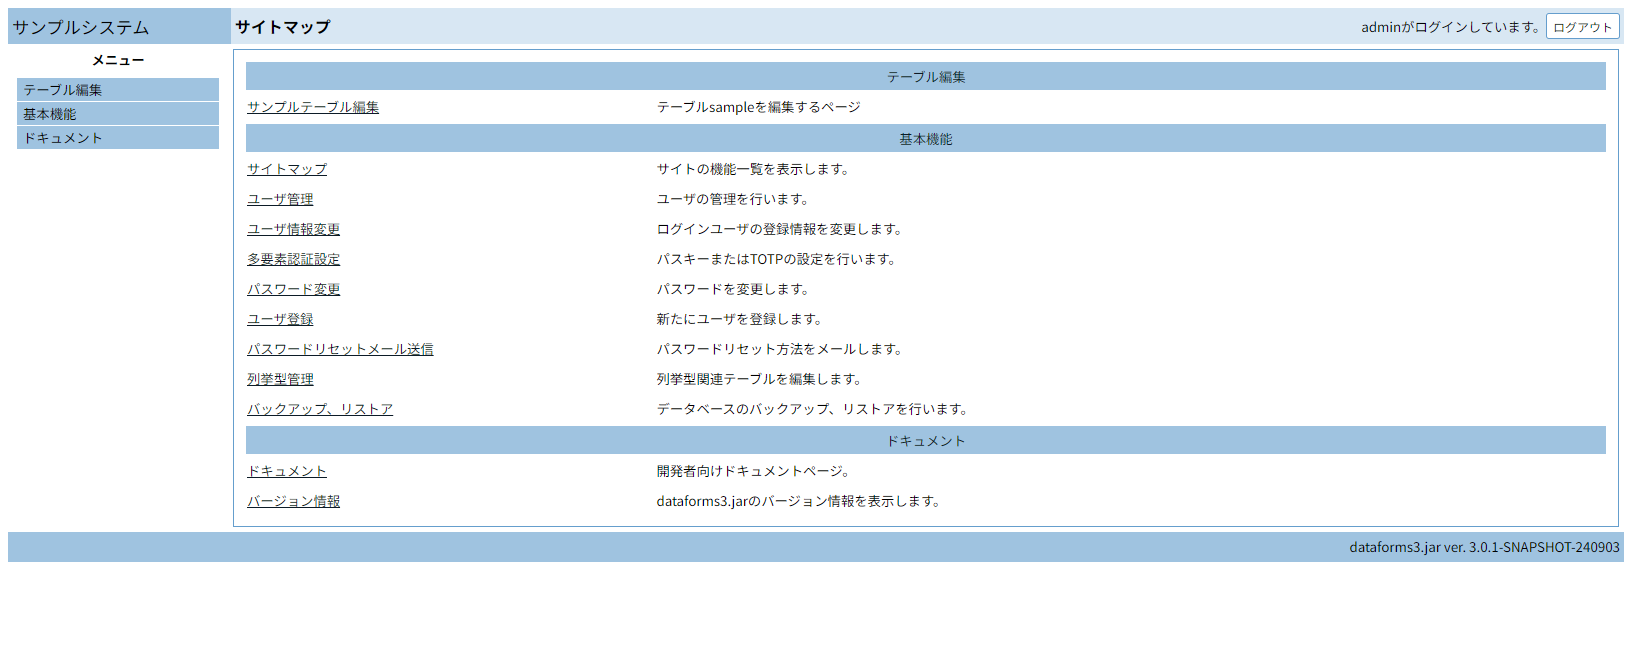 サンプルシステム
サイトマップ
adminがログインしています。 ログアウト
メニュー
テーブル編集
基本機能
ドキュメント
テーブル編集
サンプルテーブル編集 テーブルsampleを編集するページ
基本機能
サイトマップ サイトの機能一覧を表示します。
ユーザ管理 ユーザの管理を行います。
ユーザ情報変更 ログインユーザの登録情報を変更します。
多要素認証設定 パスキーまたはTOTPの設定を行います。
パスワード変更 パスワードを変更します。
ユーザ登録 新たにユーザを登録します。
パスワードリセットメール送信 パスワードリセット方法をメールします。
列挙型管理 列挙型関連テーブルを編集します。
バックアップ、リストア データベースのバックアップ、リストアを行います。
ドキュメント
ドキュメント 開発者向けドキュメントページ。
バージョン情報 dataforms3.jarのバージョン情報を表示します。
dataforms3.jar ver. 3.0.1-SNAPSHOT-240903